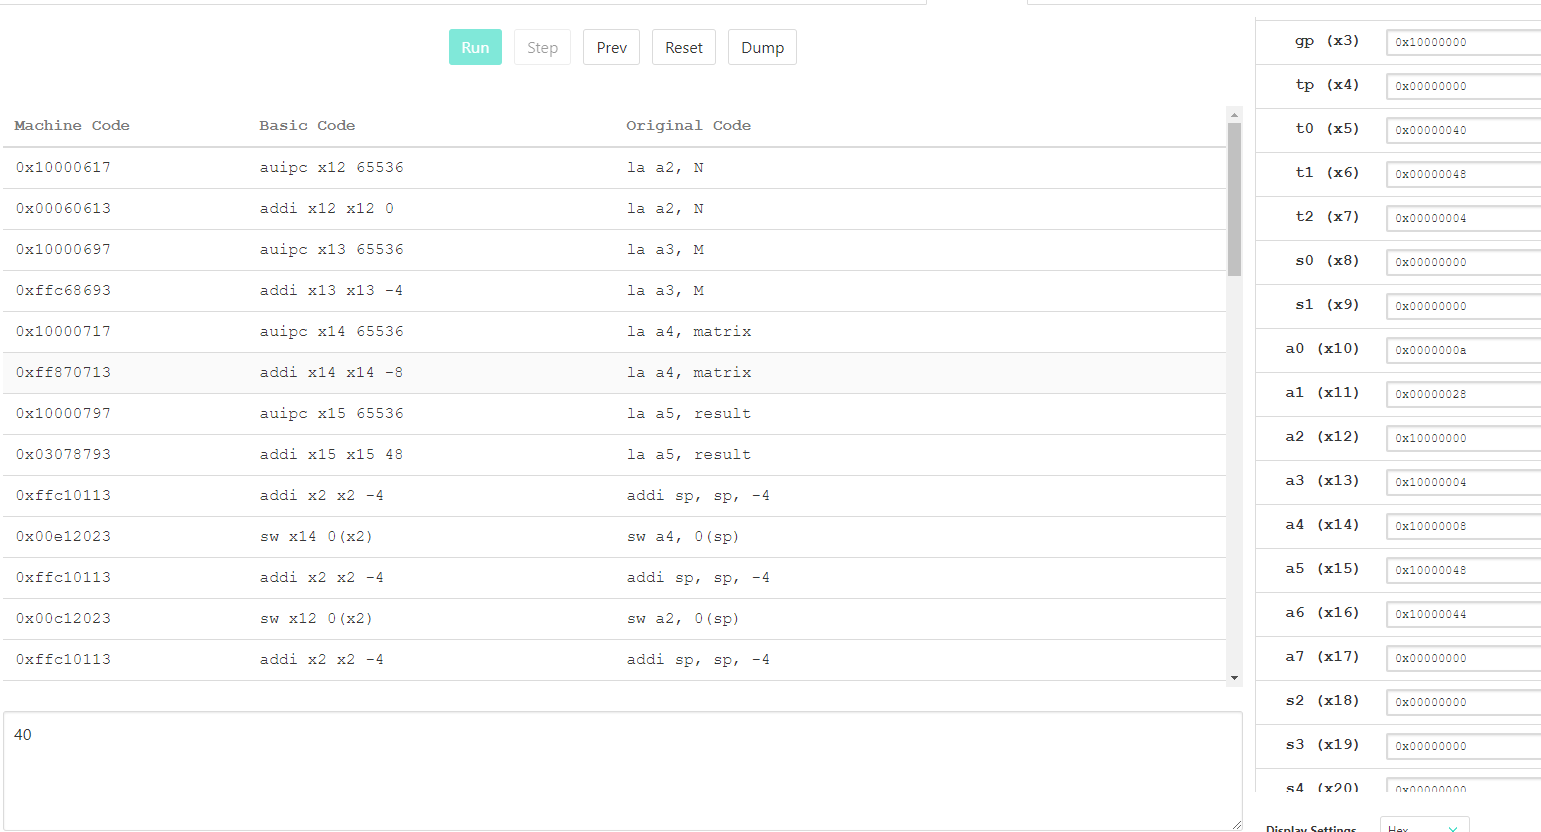 Run Step Prev Reset Dump
Machine Code Basic Code Original Code
0x10000617 auipc x12 65536 la a2, N
0x00060613 addi x12 x12 0 la a2, N
0x10000697 auipc x13 65536 la a3, M
0xffc68693 addi x13 x13 -4 la a3, M
0x10000717 auipc x14 65536 la a4, matrix
0xff870713 addi x14 x14 -8 la a4, matrix
0x10000797 auipc x15 65536 la a5, result
0x03078793 addi x15 x15 48 la a5, result
0xffc10113 addi x2 x2 -4 addi sp, sp, -4
0x00e12023 sw x14 0(x2) sw a4, 0(sp)
0xffc10113 addi x2 x2 -4 addi sp, sp, -4
0x00c12023 sw x12 0(x2) sw a2, 0(sp)
0xffc10113 addi x2 x2 -4 addi sp, sp, -4
40
gp (x3) 0x10000000
tp (x4) 0x00000000
t0 (x5) 0x00000040
t1 (x6) 0x00000048
t2 (x7) 0x00000004
s0 (x8) 0x00000000
s1 (x9) 0x00000000
a0 (x10) 0x0000000a
a1 (x11) 0x00000028
a2 (x12) 0x10000000
a3 (x13) 0x10000004
a4 (x14) 0x10000008
a5 (x15) 0x10000048
a6 (x16) 0x10000044
a7 (x17) 0x00000000
s2 (x18) 0x00000000
s3 (x19) 0x00000000
s4 (x20) 0x00000000
Display Settings Hex